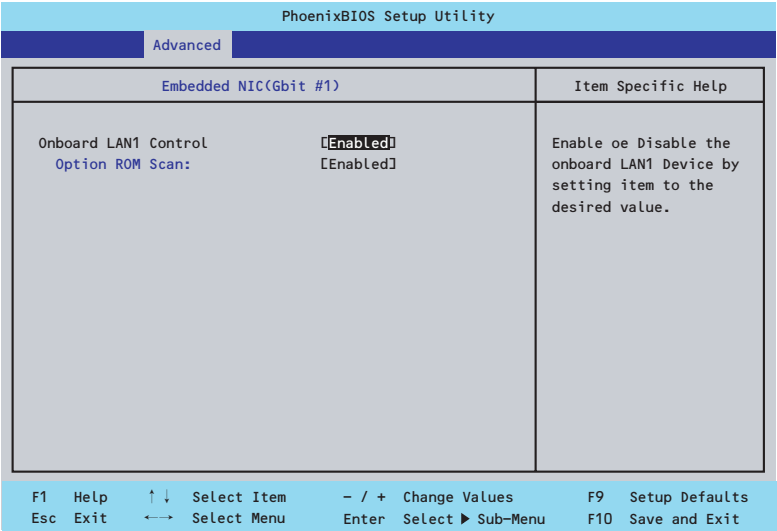 PhoenixBIOS Setup Utility
Advanced
Embedded NIC(Gbit #1)
Item Specific Help
Onboard LAN1 Control [Enabled]
Option ROM Scan: [Enabled]
Enable oe Disable the
onboard LAN1 Device by
setting item to the
desired value.
F1 Help ↑↓ Select Item - / + Change Values F9 Setup Defaults
Esc Exit ←→ Select Menu Enter Select ▶ Sub-Menu F10 Save and Exit